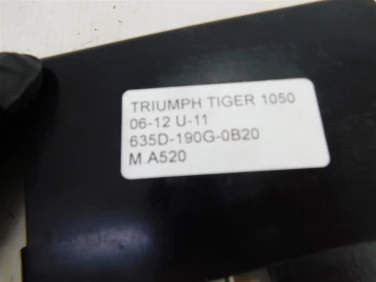 TRIUMPH TIGER 1050
06-12 U-11
635D-190G-0B20
M.A520